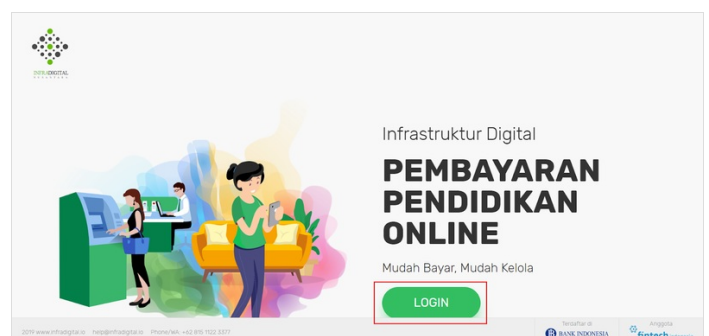 INFRADIGITAL
NUSANTARA
Infrastruktur Digital
PEMBAYARAN
PENDIDIKAN
ONLINE
Mudah Bayar, Mudah Kelola
LOGIN
2019 www.infradigital.io help@infradigital.io Phone/WA: +62 815 1122 3377
Terdaftar di
BANK INDONESIA
Anggota
fintech